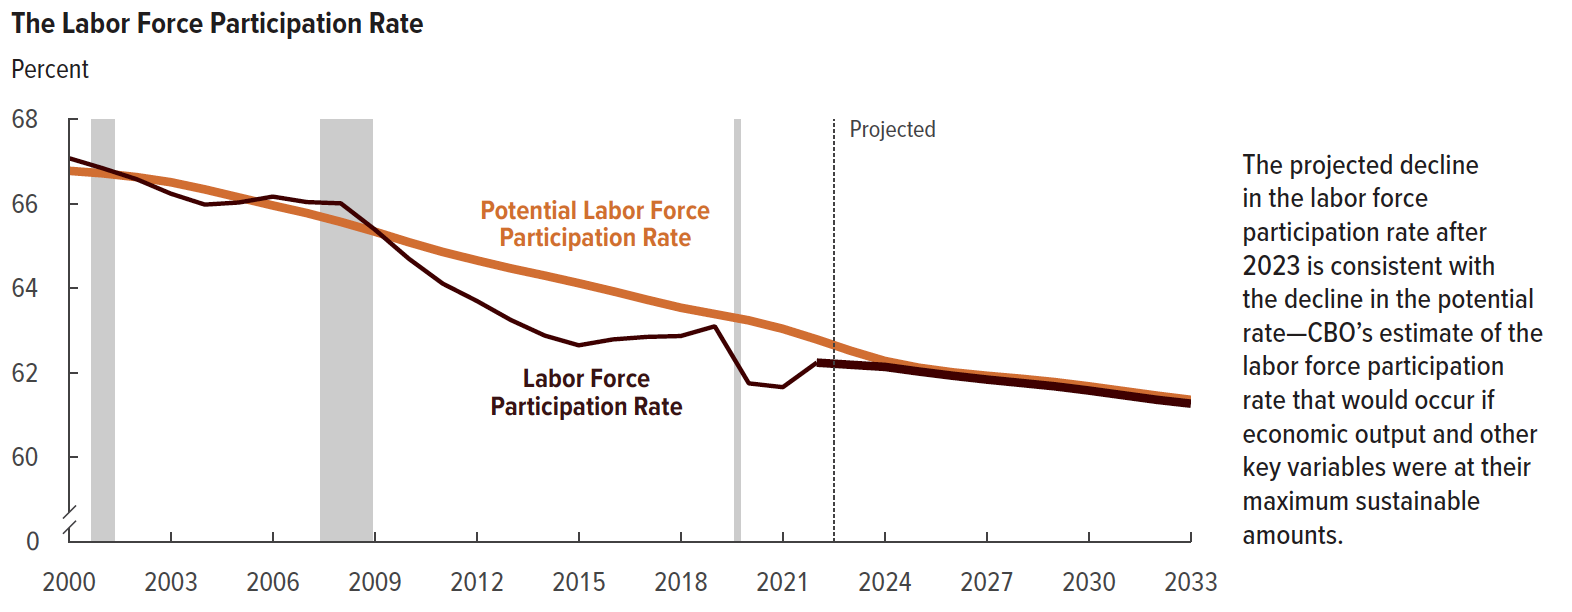 The Labor Force Participation Rate
Percent
68
66
64
62
60
0
2000 2003 2006 2009 2012 2015 2018 2021 2024 2027 2030 2033
Projected
Potential Labor Force
Participation Rate
Labor Force
Participation Rate
The projected decline
in the labor force
participation rate after
2023 is consistent with
the decline in the potential
rate—CBO’s estimate of the
labor force participation
rate that would occur if
economic output and other
key variables were at their
maximum sustainable
amounts.